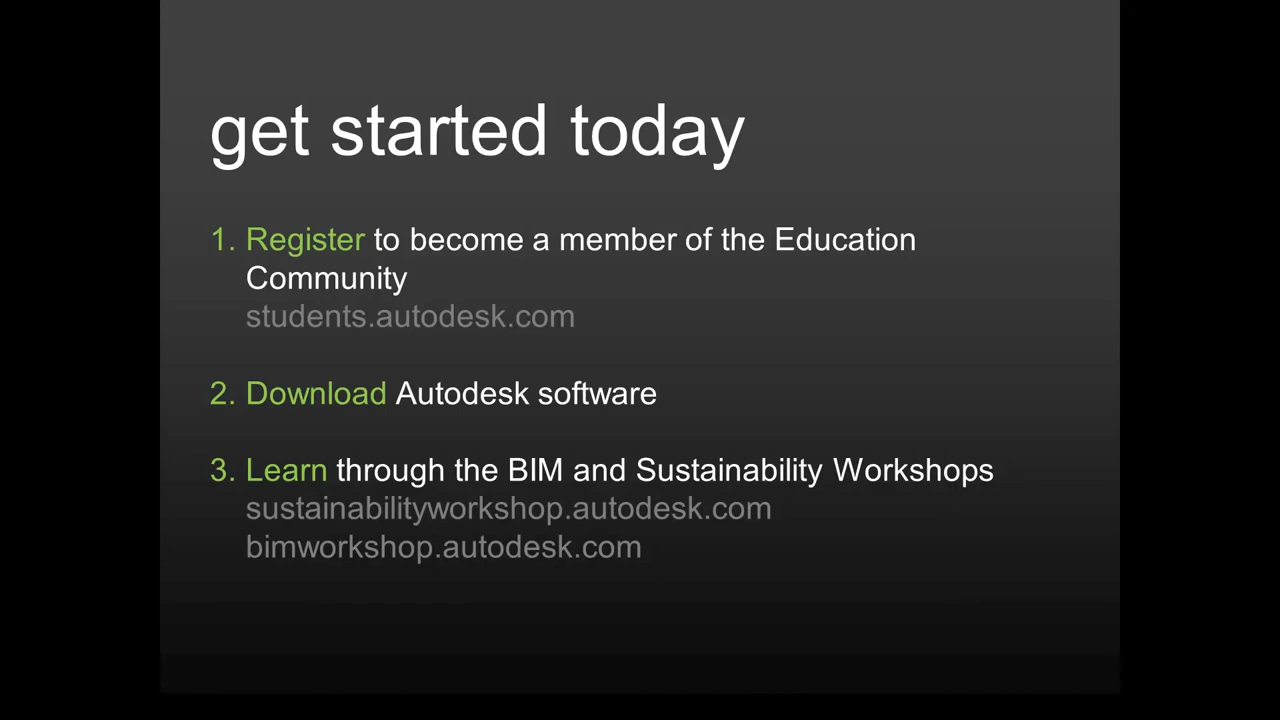 get started today
1. Register to become a member of the Education
Community
students.autodesk.com
2. Download Autodesk software
3. Learn through the BIM and Sustainability Workshops
sustainabilityworkshop.autodesk.com
bimworkshop.autodesk.com